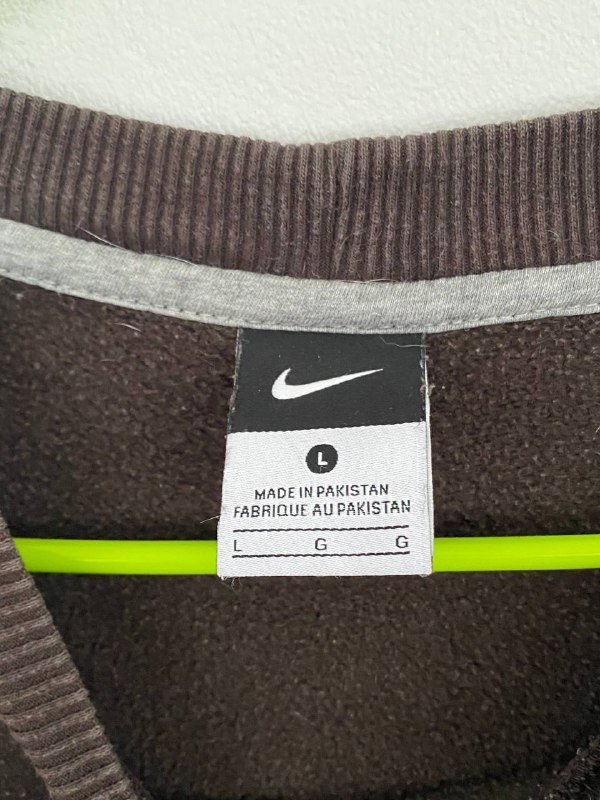 L
MADE IN PAKISTAN
FABRIQUE AU PAKISTAN
L G G